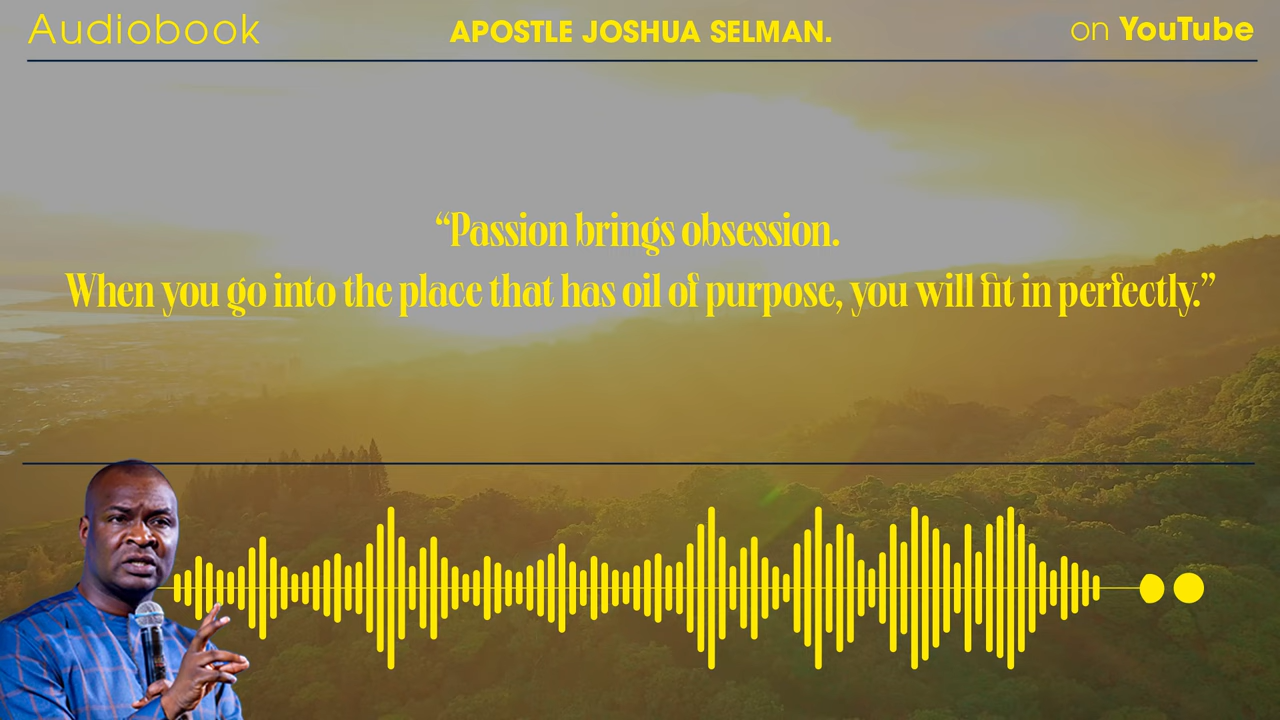 Audiobook
APOSTLE JOSHUA SELMAN.
on YouTube
“Passion brings obsession.
When you go into the place that has oil of purpose, you will fit in perfectly.”